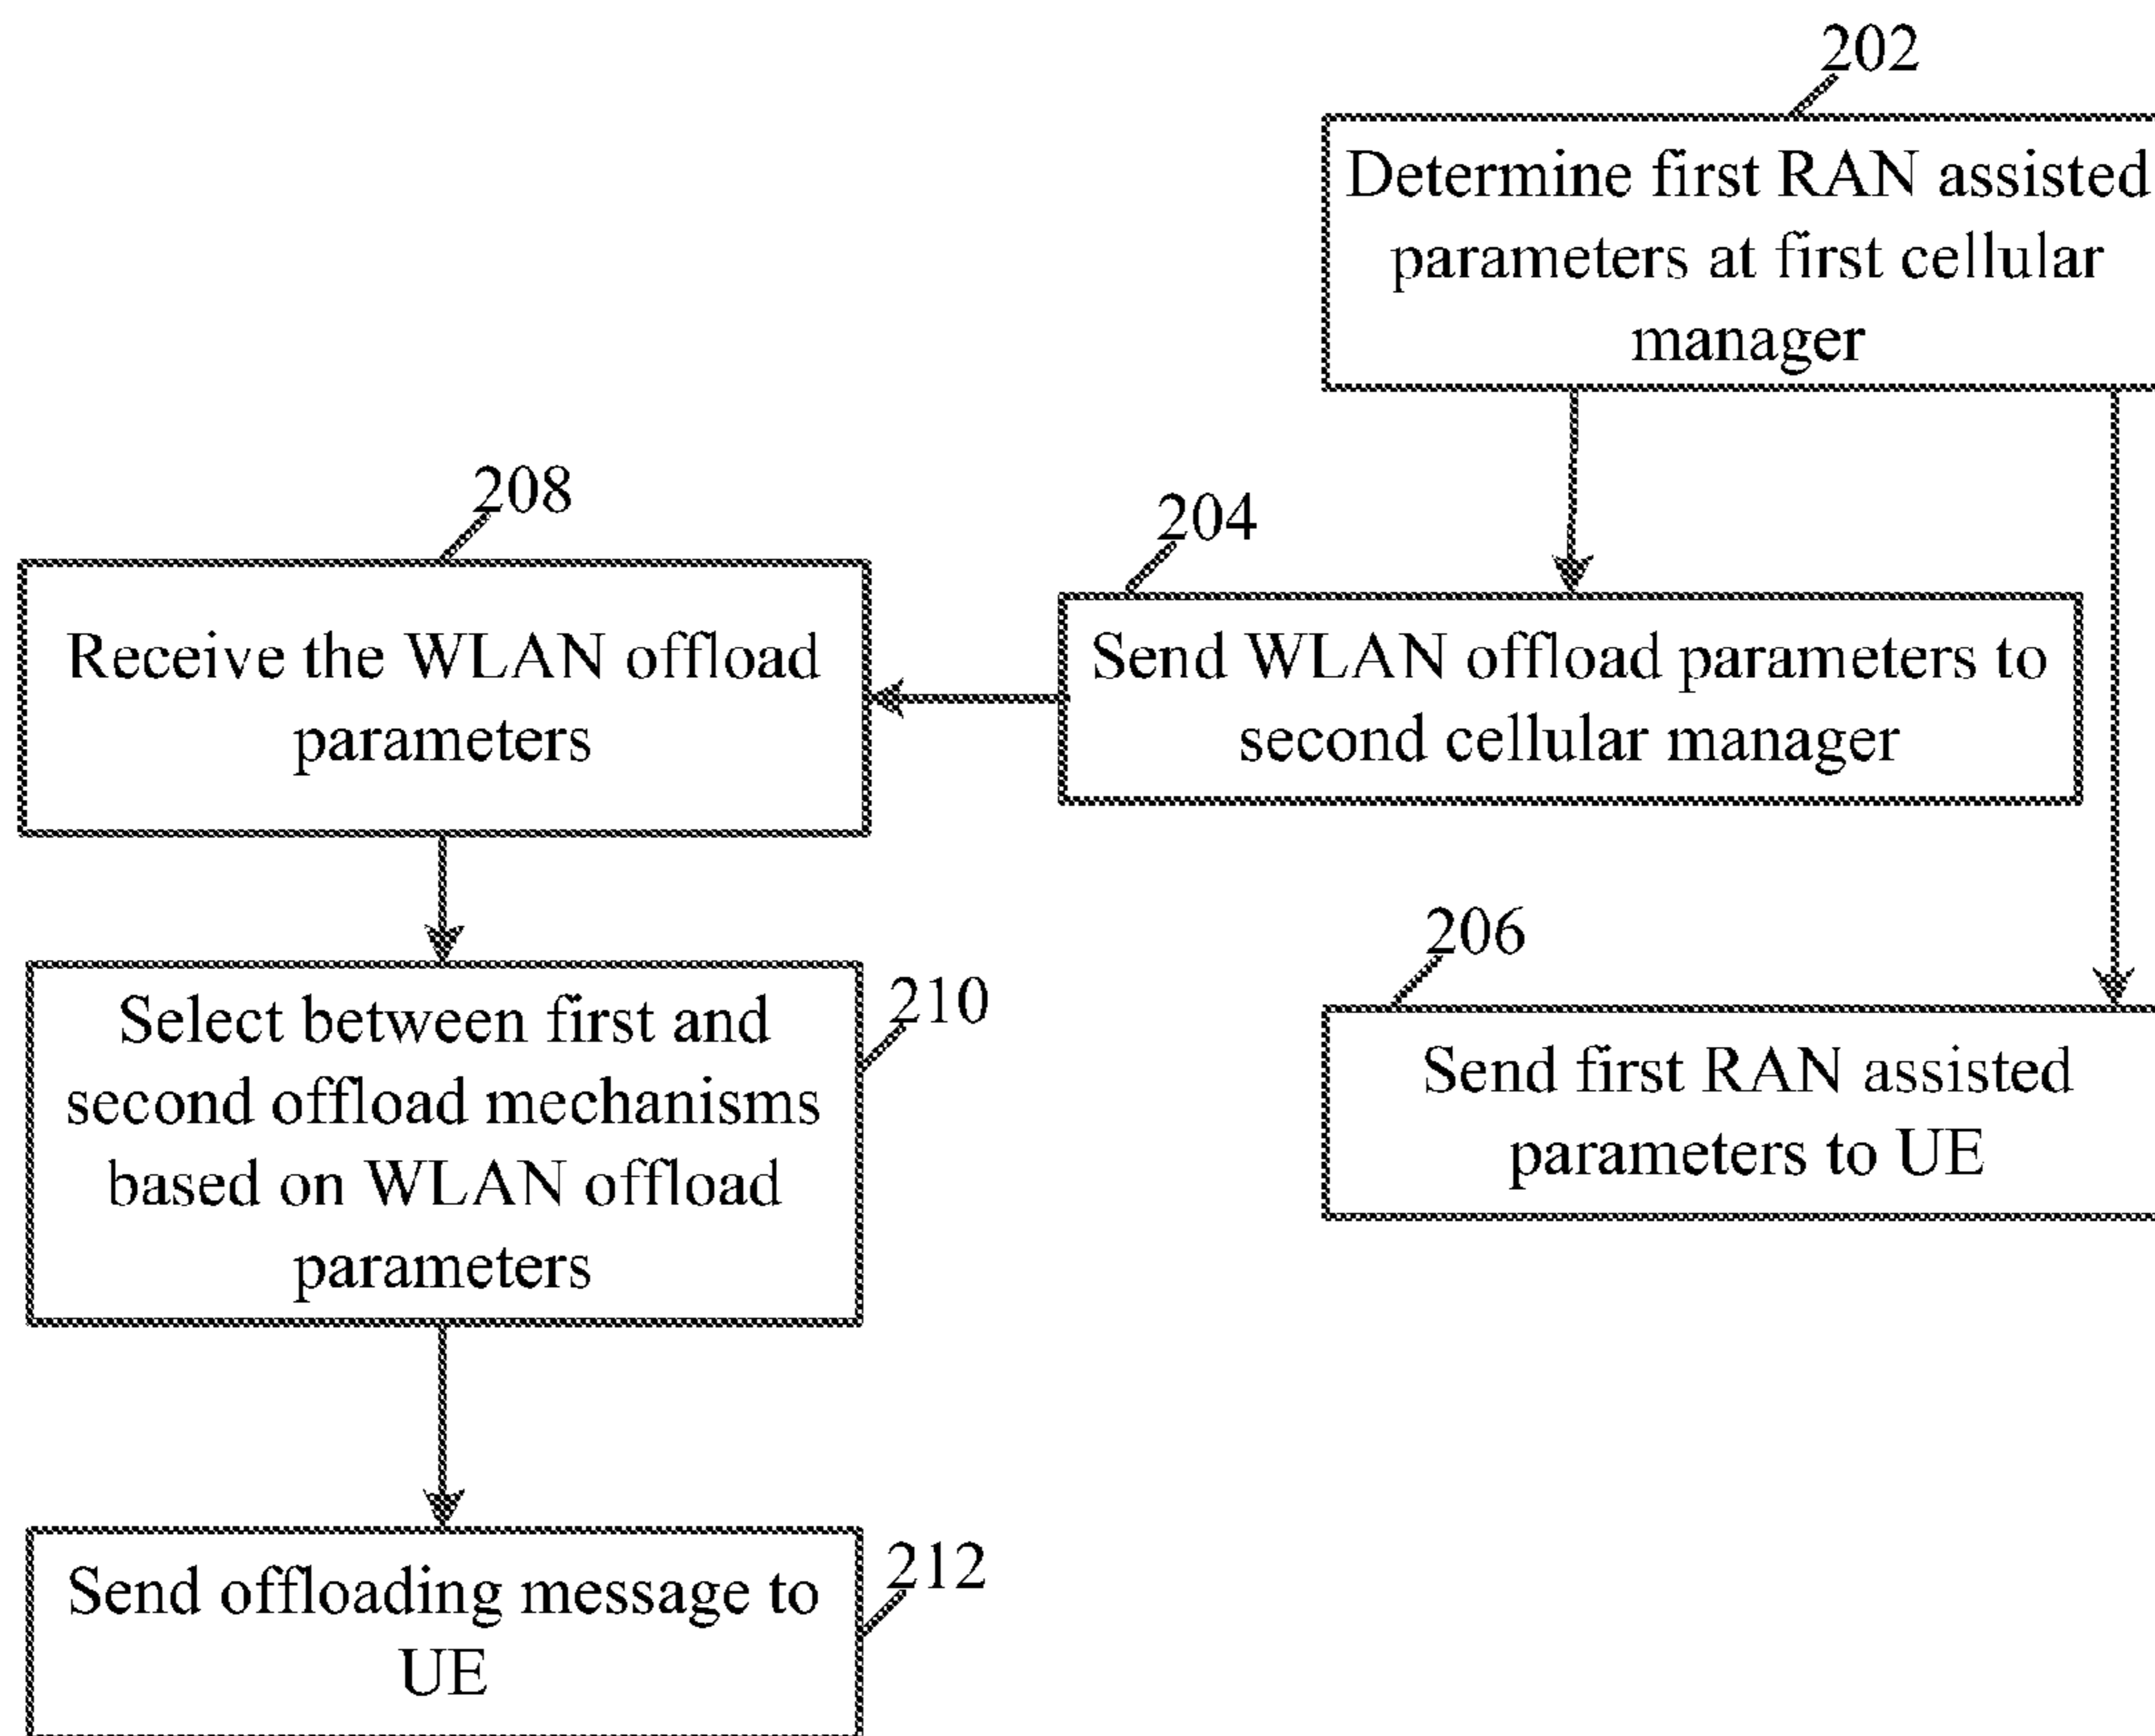 202
Determine first RAN assisted
parameters at first cellular
manager
208
204
Receive the WLAN offload
parameters
Send WLAN offload parameters to
second cellular manager
206
210
Select between first and
second offload mechanisms
based on WLAN offload
parameters
Send first RAN assisted
parameters to UE
212
Send offloading message to
UE